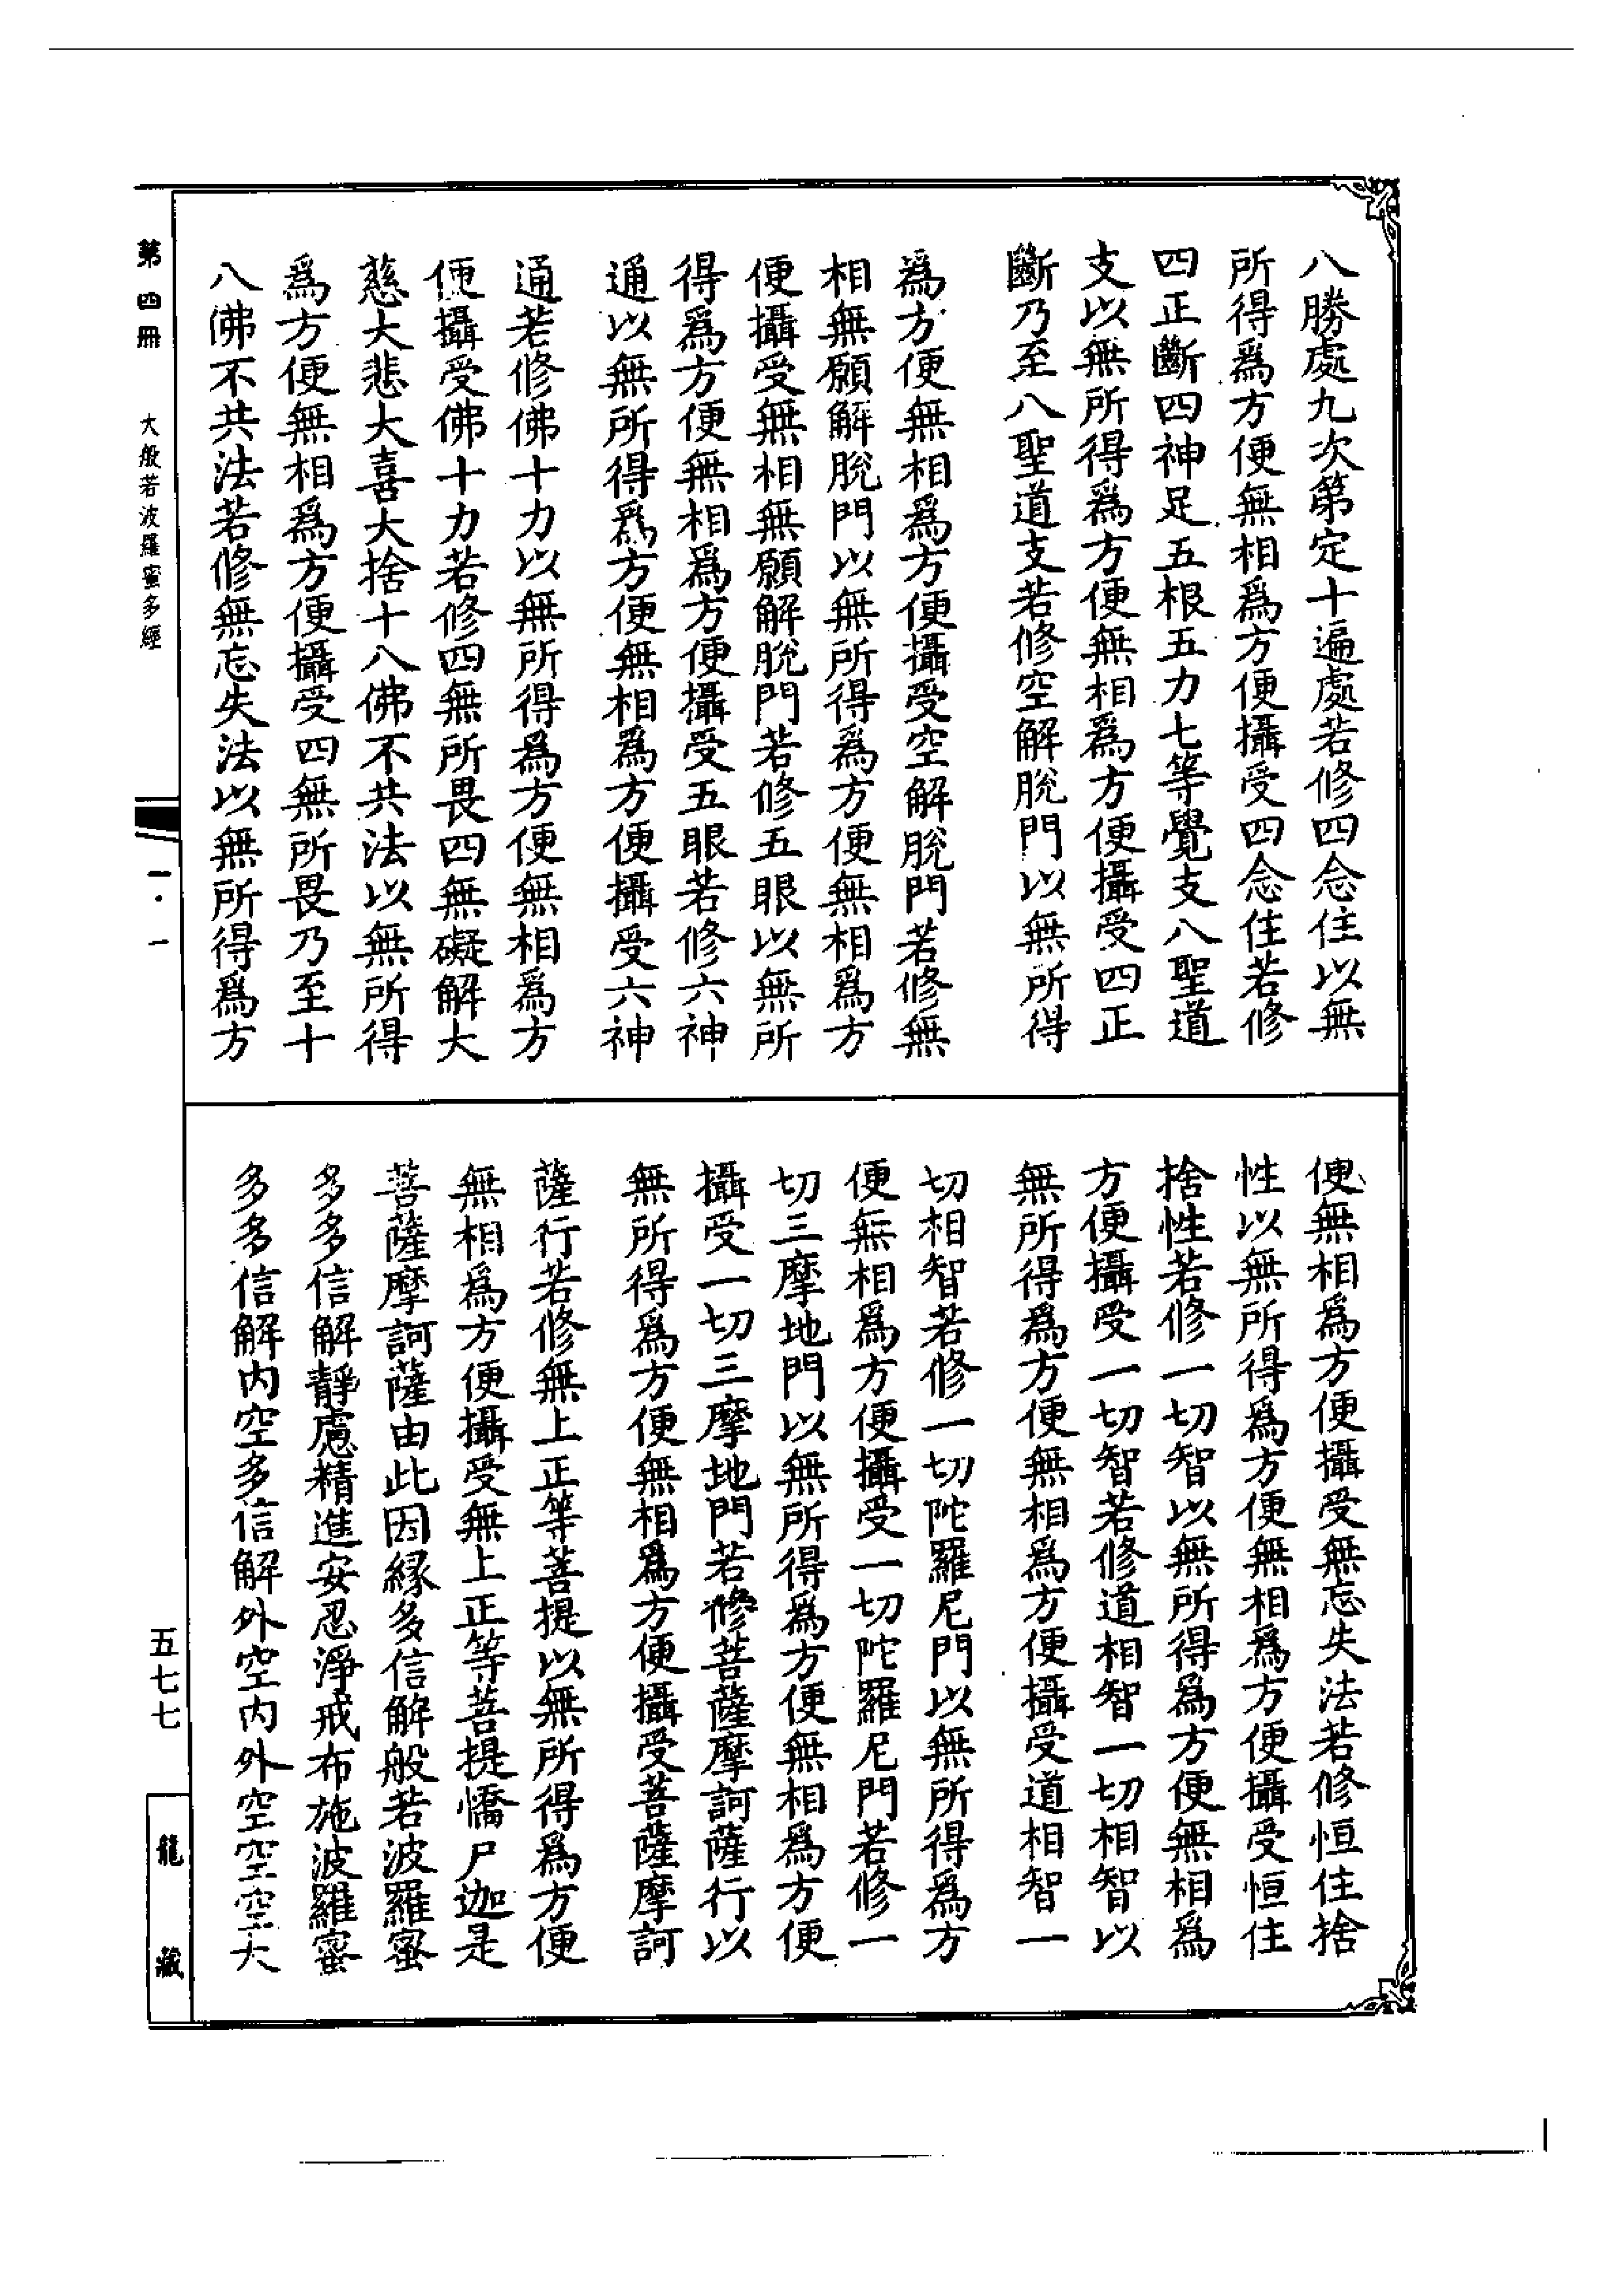 八勝處九次第定十遍處若修四念住以無
所得爲方便無相爲方便攝受四念住若修
四正斷四神足五根五力七等覺支八聖道
支以無所得爲方便無相爲方便攝受四正
斷乃至八聖道支若修空解脫門以無所得
爲方便無相爲方便攝受空解脫門若修無
相無願解脫門以無所得爲方便無相爲方
便攝受無相無願解脫門若修五眼以無所
得爲方便無相爲方便攝受五眼若修六神
通以無所得爲方便無相爲方便攝受六神
通若修佛十力以無所得爲方便無相爲方
便攝受佛十力若修四無所畏四無礙解大
慈大悲大喜大捨十八佛不共法以無所得
爲方便無相爲方便攝受四無所畏乃至十
八佛不共法若修無忘失法以無所得爲方
便無相爲方便攝受無忘失法若修恒住捨
性以無所得爲方便無相爲方便攝受恒住
捨性若修一切智以無所得爲方便無相爲
方便攝受一切智若修道相智一切相智以
無所得爲方便無相爲方便攝受道相智一
切相智若修一切陀羅尼門以無所得爲方
便無相爲方便攝受一切陀羅尼門若修一
切三摩地門以無所得爲方便無相爲方便
攝受一切三摩地門若修菩薩摩訶薩行以
無所得爲方便無相爲方便攝受菩薩摩訶
薩行若修無上正等菩提以無所得爲方便
無相爲方便攝受無上正等菩提憍尸迦是
菩薩摩訶薩由此因緣多信解般若波羅蜜
多多信解靜慮精進安忍淨戒布施波羅蜜
多多信解內空多信解外空內外空空空大
第四冊
大般若波羅蜜多經
一·一
五七七
龍藏